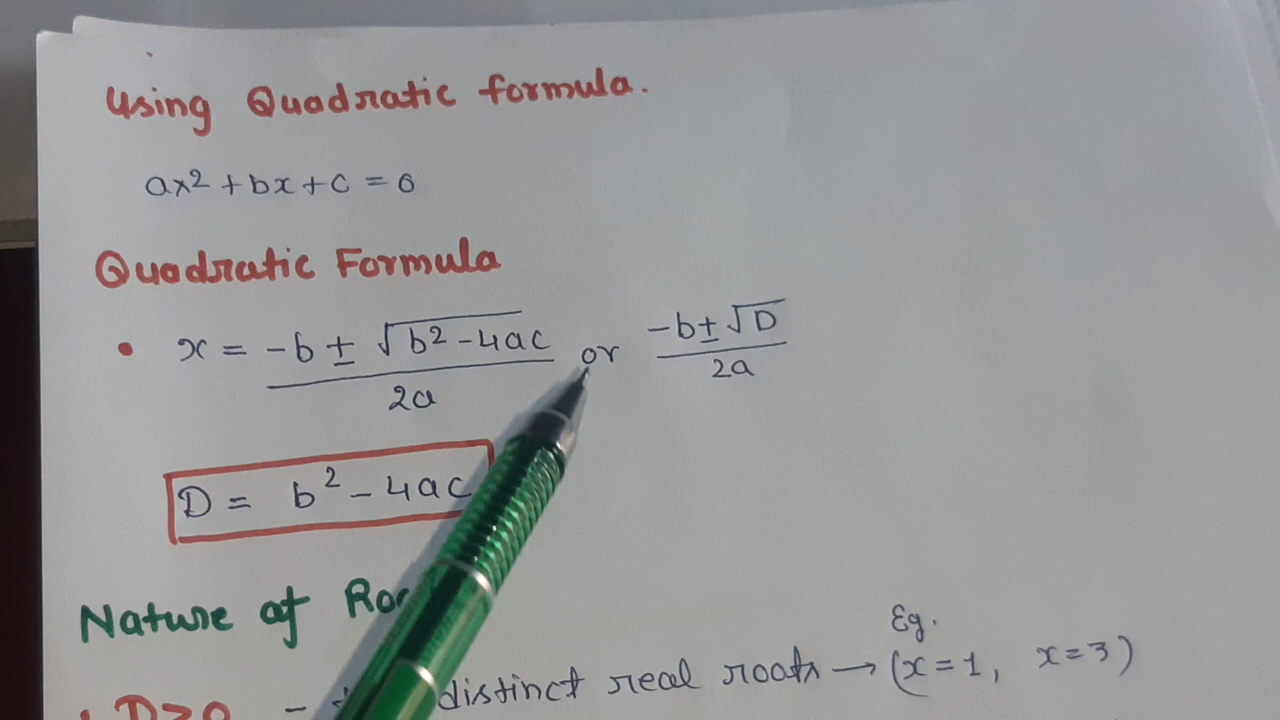 Using Quadratic formula.
ax² + bx + c = 0
Quadratic Formula
• x = (-b ± √(b² - 4ac))/2a or (-b ± √D)/2a
D = b² - 4ac
Nature of
Eg.
• D>0 - distinct real roots → (x=1, x=3)